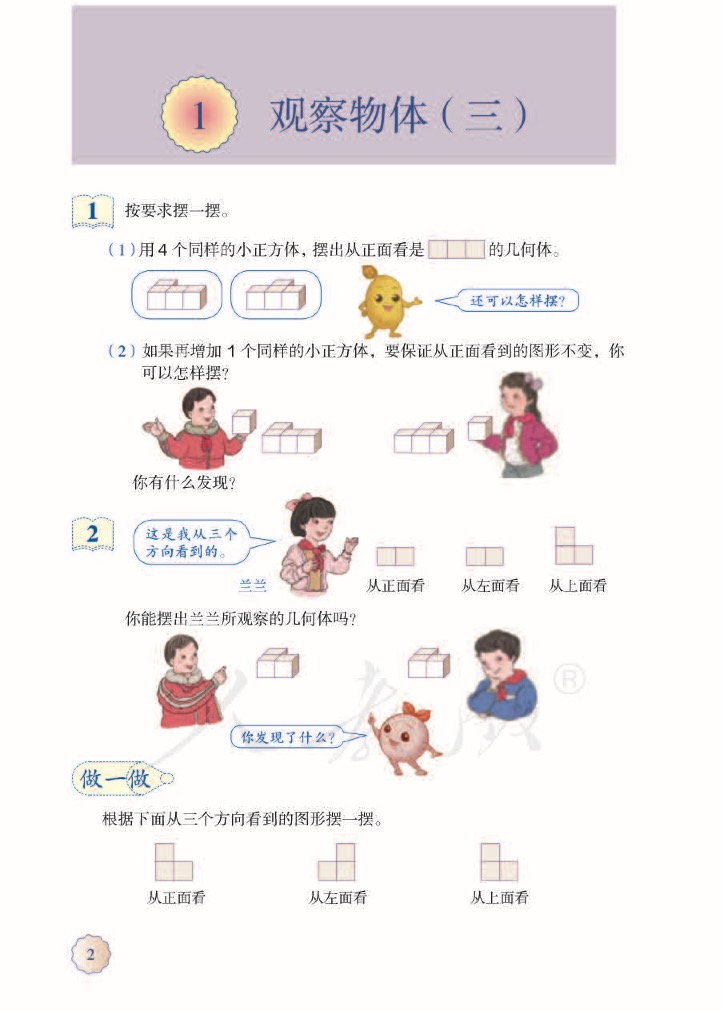 1 观察物体(三)
1 按要求摆一摆。
(1)用4个同样的小正方体,摆出从正面看是 的几何体。
还可以怎样摆?
(2)如果再增加1个同样的小正方体,要保证从正面看到的图形不变,你
可以怎样摆?
你有什么发现?
2 这是我从三个
方向看到的。
兰兰 从正面看 从左面看 从上面看
你能摆出兰兰所观察的几何体吗?
人教版®
你发现了什么?
做一做
根据下面从三个方向看到的图形摆一摆。
从正面看 从左面看 从上面看
2